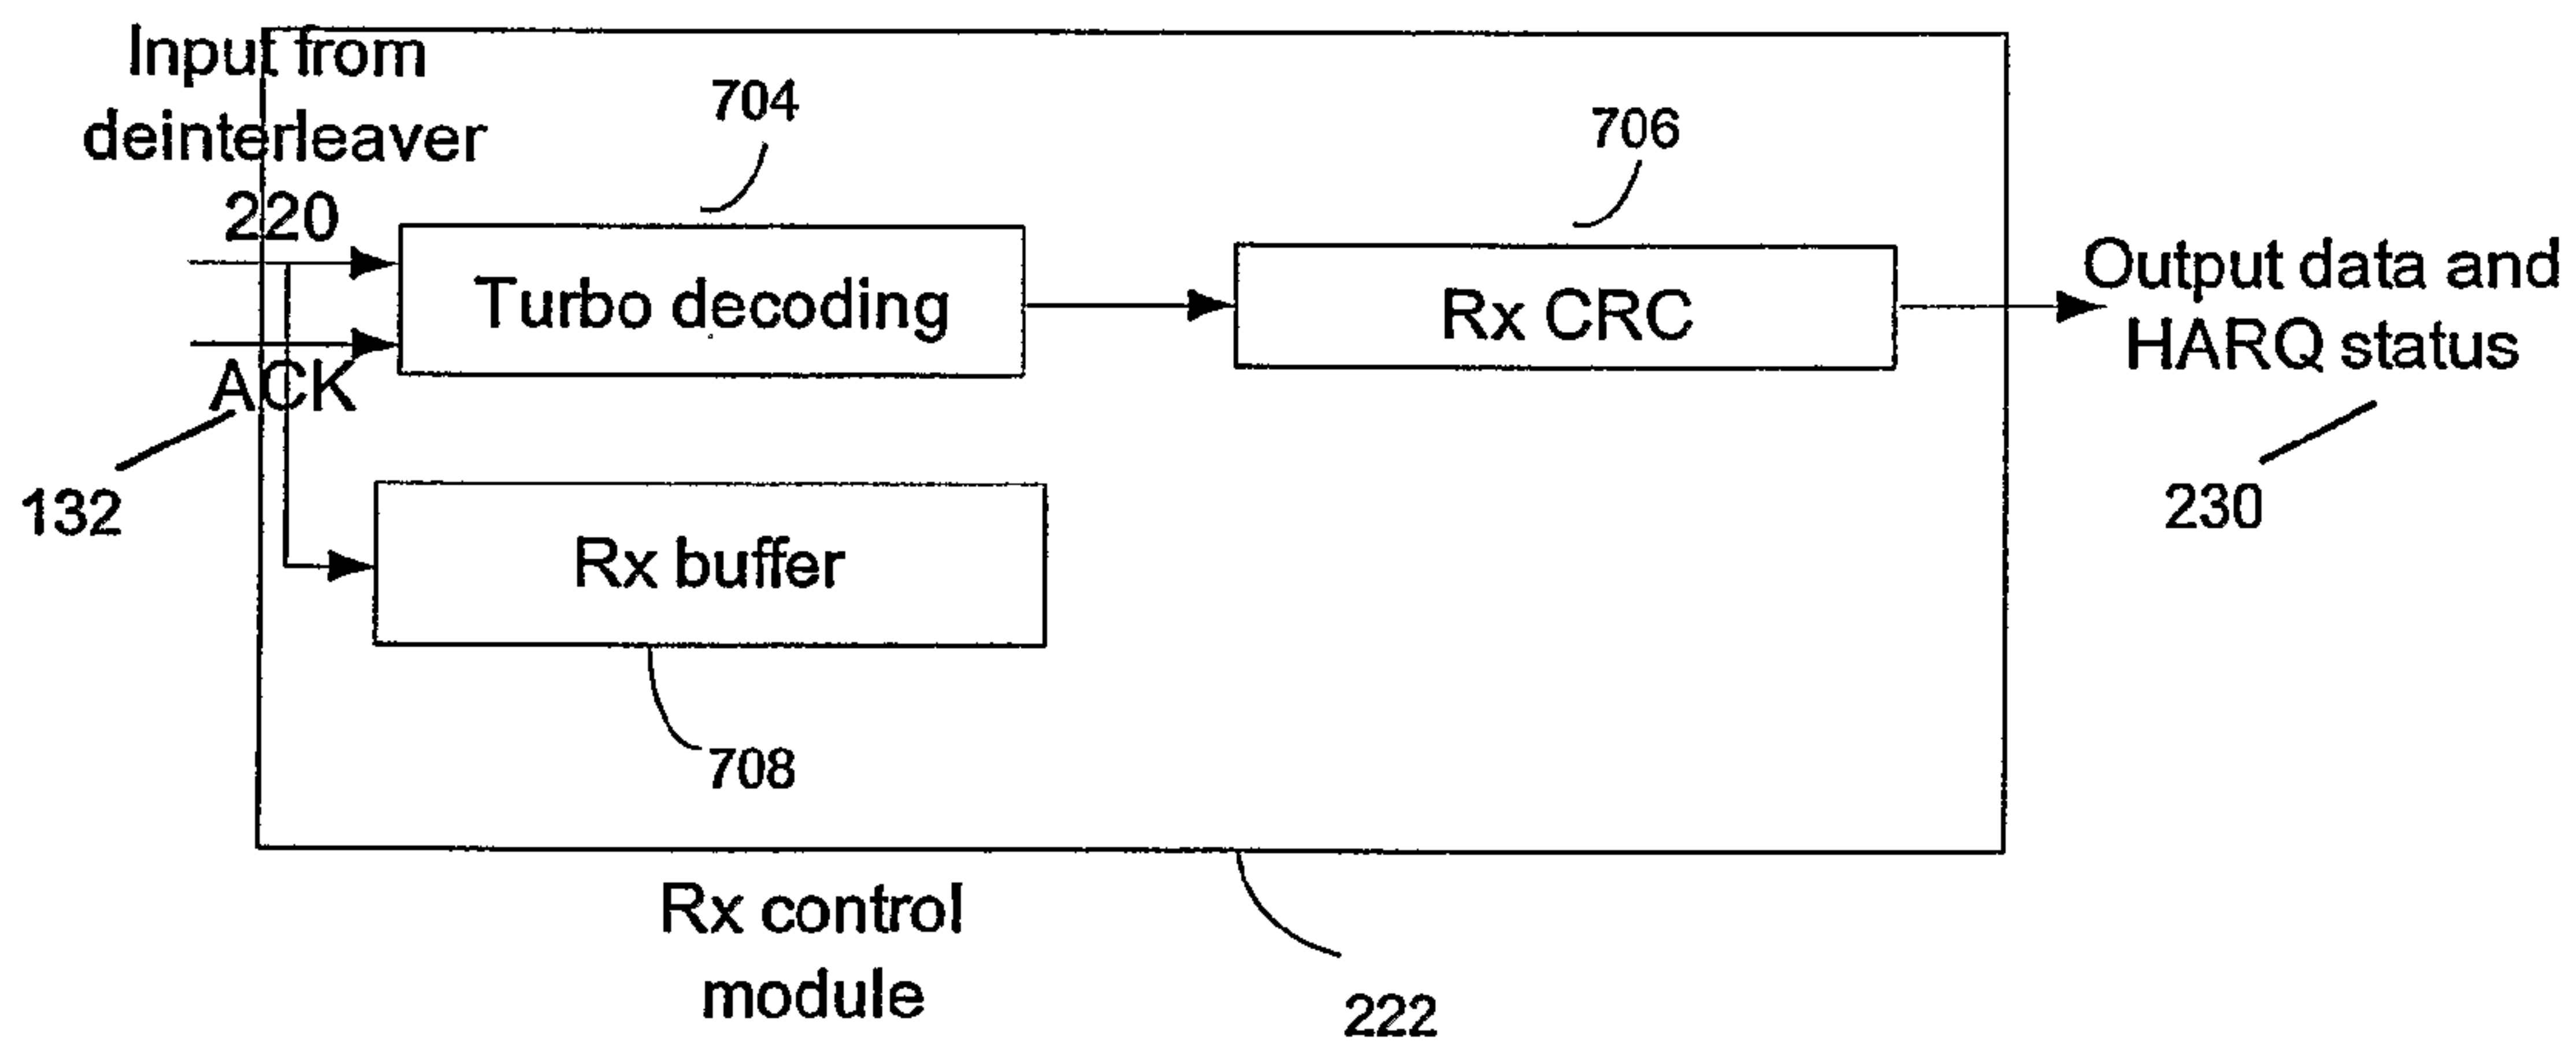 Input from
deinterleaver
220
704
706
Turbo decoding
Rx CRC
Output data and
HARQ status
ACK
132
230
Rx buffer
708
Rx control
module
222